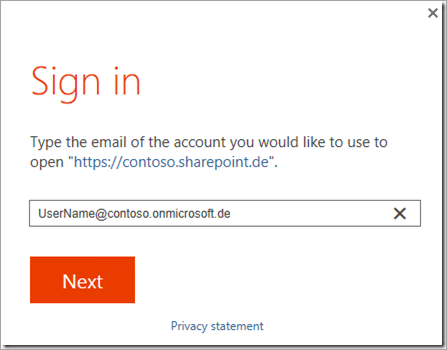 Sign in
Type the email of the account you would like to use to
open "https://contoso.sharepoint.de".
UserName@contoso.onmicrosoft.de
Next
Privacy statement